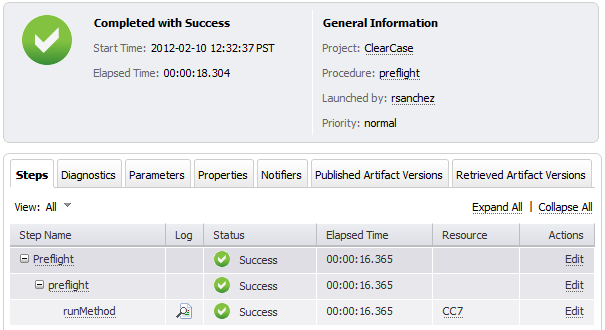 Completed with Success
Start Time: 2012-02-10 12:32:37 PST
Elapsed Time: 00:00:18.304
General Information
Project: ClearCase
Procedure: preflight
Launched by: rsanchez
Priority: normal
Steps Diagnostics Parameters Properties Notifiers Published Artifact Versions Retrieved Artifact Versions
View: All Expand All | Collapse All
Step Name Log Status Elapsed Time Resource Actions
Preflight Success 00:00:16.365 Edit
preflight Success 00:00:16.365 Edit
runMethod Success 00:00:16.365 CC7 Edit